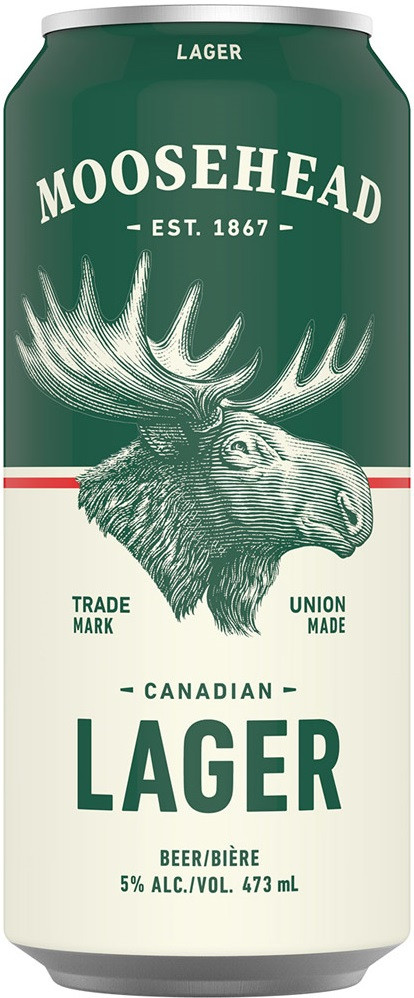 LAGER
MOOSEHEAD
- EST. 1867 -
TRADE MARK
UNION MADE
- CANADIAN -
LAGER
BEER/BIÈRE
5% ALC./VOL. 473 mL